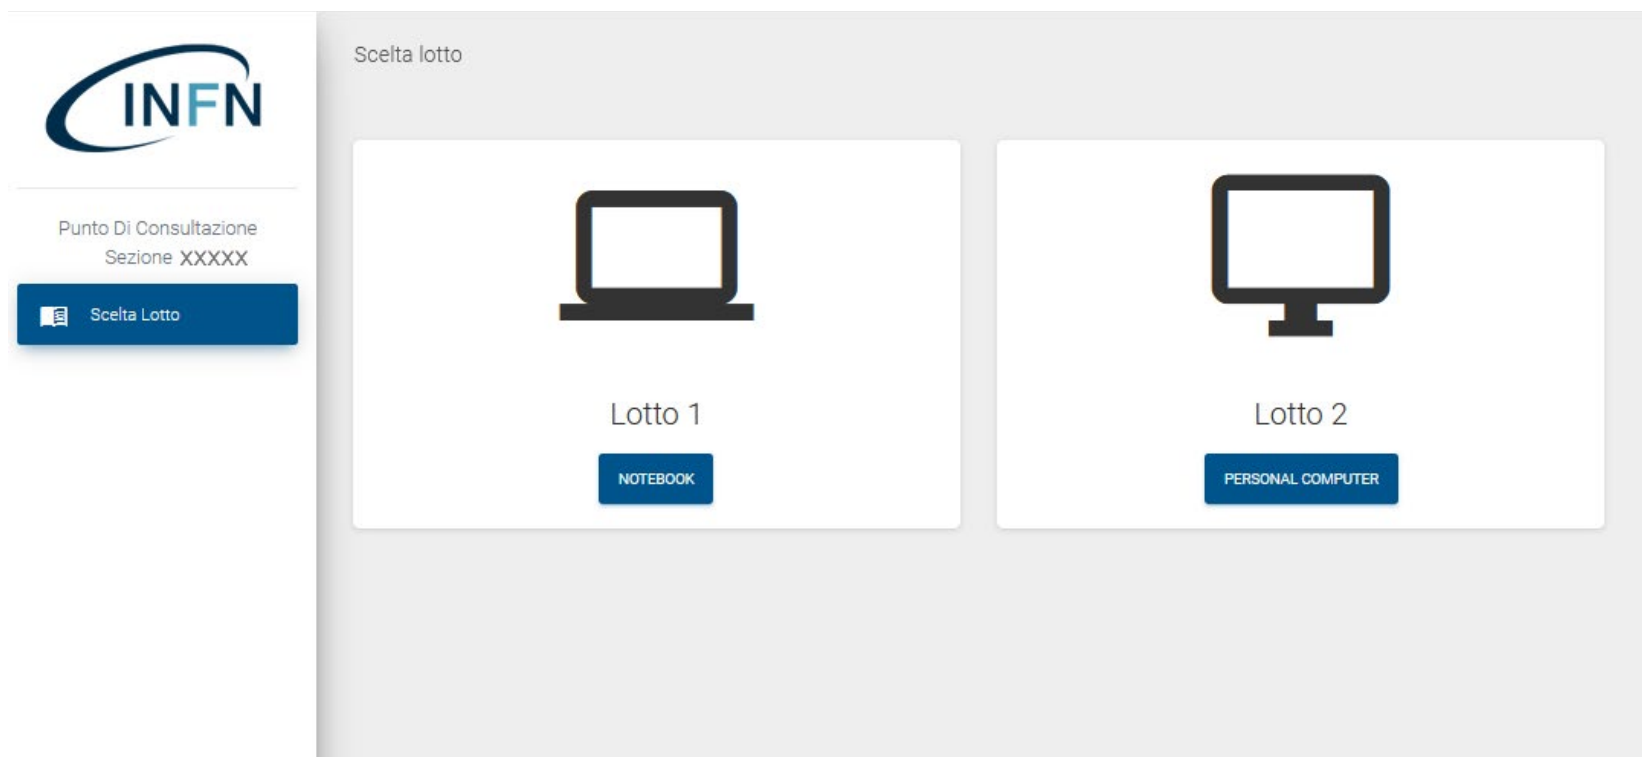 INFN
Punto Di Consultazione
Sezione XXXXX
Scelta Lotto
Scelta lotto
Lotto 1
NOTEBOOK
Lotto 2
PERSONAL COMPUTER